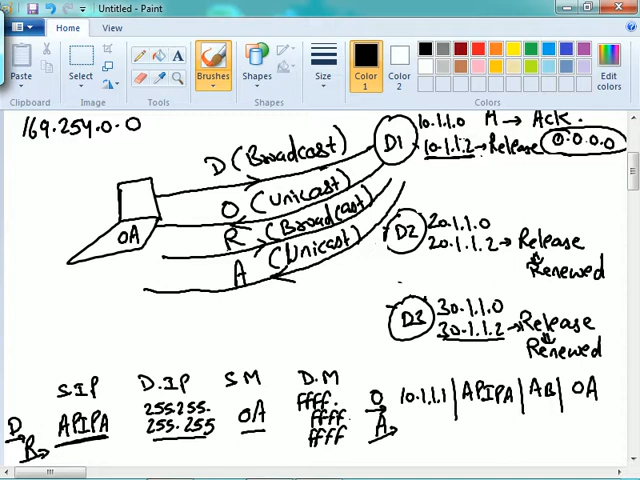 Untitled - Paint
Home
View
Paste
Select
Brushes
Shapes
Size
Color 1
Color 2
Edit colors
Clipboard
Image
Tools
Colors
169.254.0.0
D (Broadcast)
O (Unicast)
R (Broadcast)
A (Unicast)
OA
D1
10.1.1.0 M → Ack.
10.1.1.2 → Release 0.0.0.0
D2
20.1.1.0
20.1.1.2 → Release
Renewed
D3
30.1.1.0
30.1.1.2 → Release
Renewed
SIP D.IP SM D.M
D
R
APIPA
255.255.
255.255
OA
ffff.
ffff
ffff
O
A
10.1.1.1 | APIPA | AB | OA